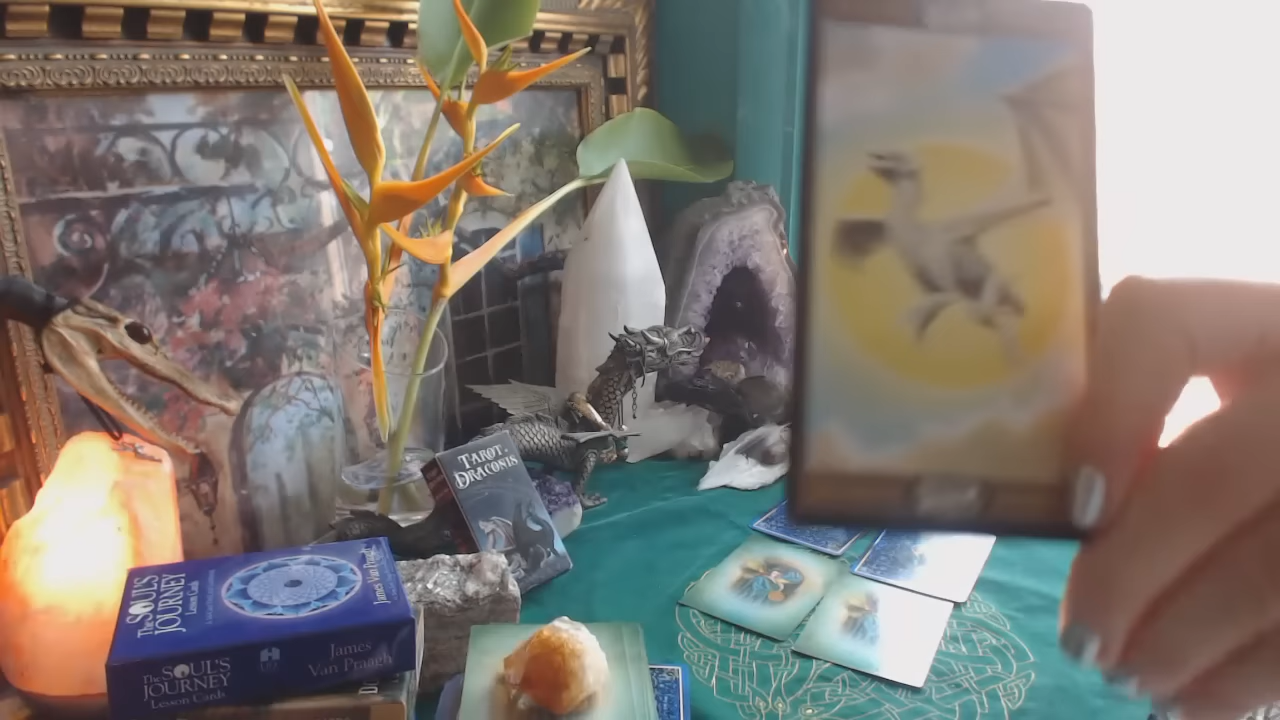 TAROT
DRACONIS
The SOUL'S
JOURNEY
Lesson Cards
James Van Praagh
The SOUL'S
JOURNEY
Lesson Cards
James
Van Praagh